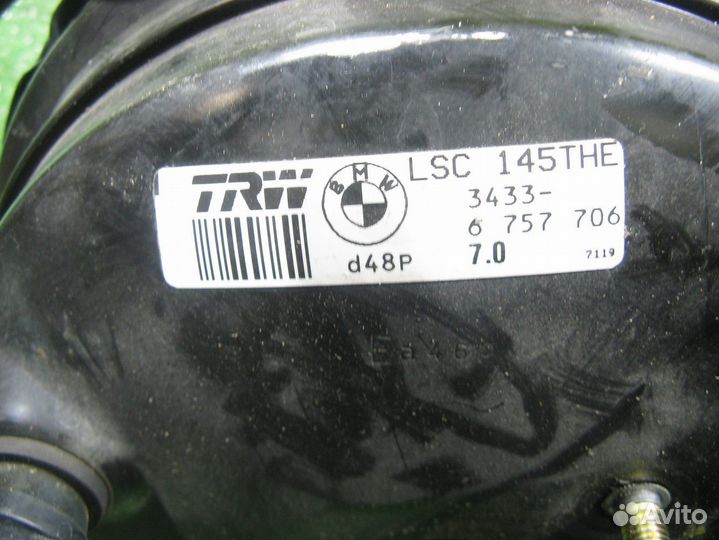 TRW
BMW
LSC 145THE
3433-
6 757 706
d48P
7.0
7119
Avito